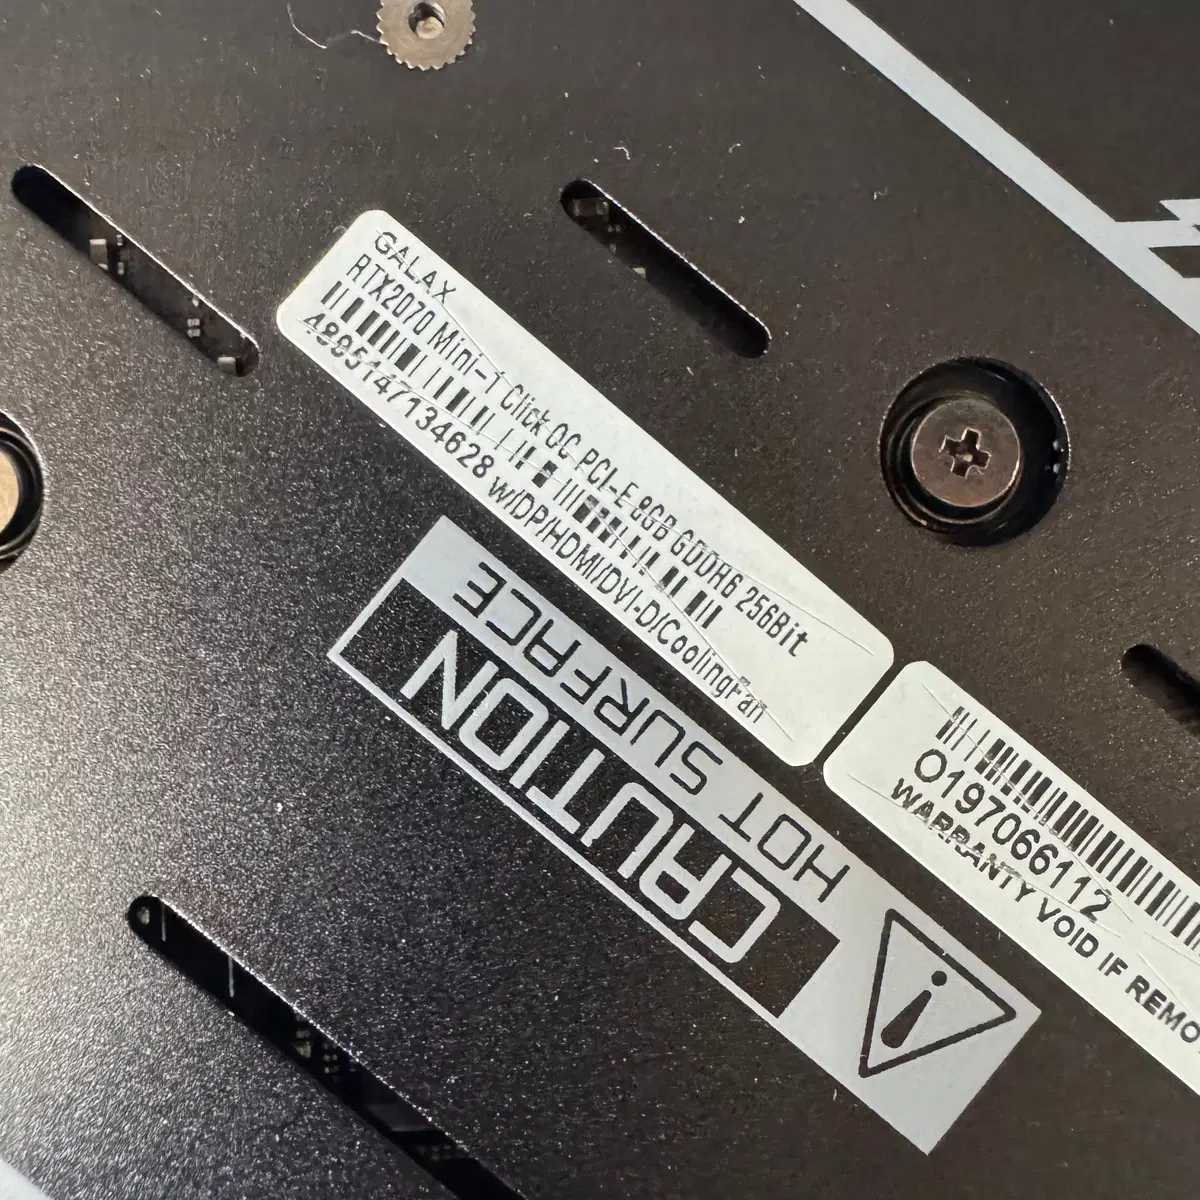 GALAX
RTX2070 Mini-1 Click OC PCI-E 8GB GDDR6 256Bit
4895147134628 W/DP/HDMI/DVI-D/CoolingFan
O197066112
WARRANTY VOID IF REMO
CAUTION
HOT SURFACE